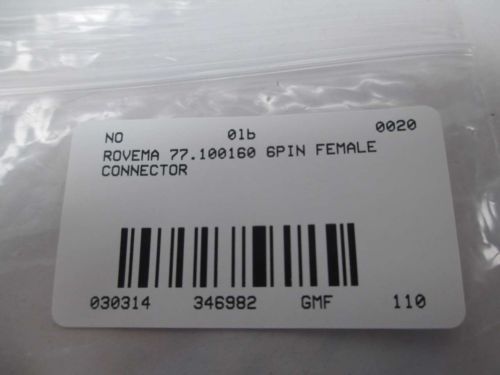 NO 01b 0020
ROVEMA 77.100160 6PIN FEMALE
CONNECTOR
030314 346982 GMF 110